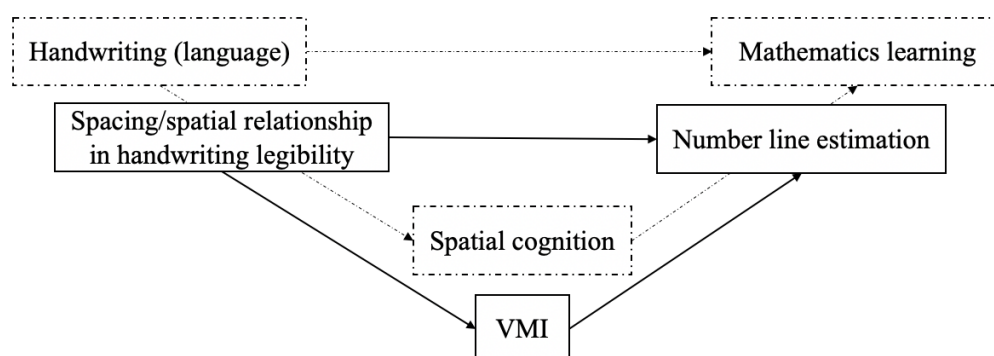 Handwriting (language)
Mathematics learning
Spacing/spatial relationship
in handwriting legibility
Number line estimation
Spatial cognition
VMI